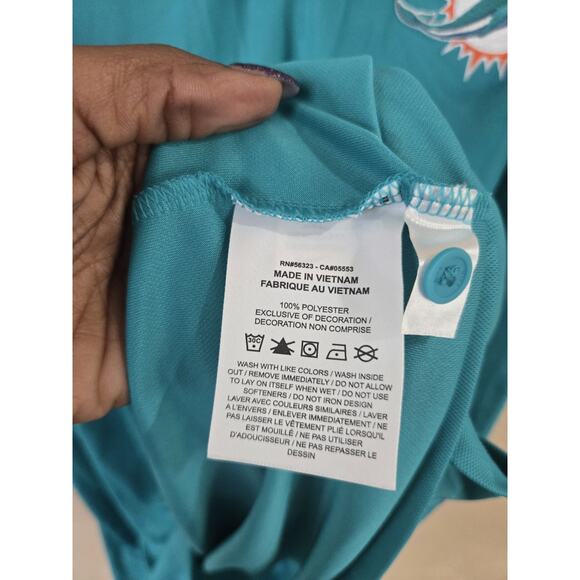 RN#56323 - CA#05553
MADE IN VIETNAM
FABRIQUE AU VIETNAM
100% POLYESTER
EXCLUSIVE OF DECORATION /
DECORATION NON COMPRISE
30C
WASH WITH LIKE COLORS / WASH INSIDE
OUT / REMOVE IMMEDIATELY / DO NOT ALLOW
TO LAY ON ITSELF WHEN WET / DO NOT USE
SOFTENERS / DO NOT IRON DESIGN
LAVER AVEC COULEURS SIMILAIRES / LAVER
A L'ENVERS / ENLEVER IMMÉDIATEMENT / NE
PAS LAISSER LE VÊTEMENT PLIÉ LORSQU'IL
EST MOUILLÉ / NE PAS UTILISER
D'ADOUCISSEUR / NE PAS REPASSER LE
DESSIN